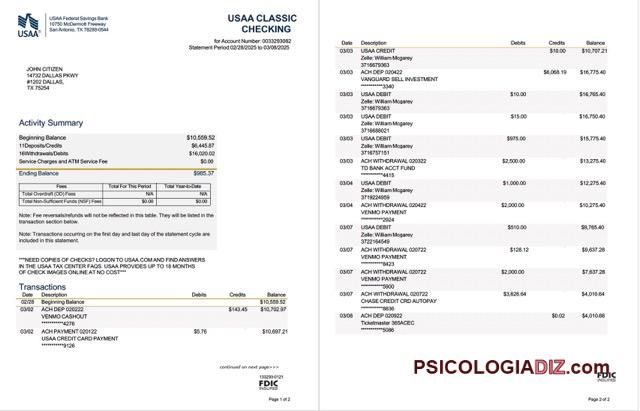 USAA
USAA Federal Savings Bank
10750 McDermott Freeway
San Antonio, TX 78288-0544
USAA CLASSIC
CHECKING
for Account Number: 0033293082
Statement Period 02/28/2025 to 03/08/2025
JOHN CITIZEN
14732 DALLAS PKWY
#1202 DALLAS,
TX 75254
Activity Summary
Beginning Balance $10,559.52
11Deposits/Credits $6,445.87
16Withdrawals/Debits $16,020.02
Service Charges and ATM Service Fee $0.00
Ending Balance $985.37
Fees Total For This Period Total Year-to-Date
Total Overdraft (OD) Fees N/A N/A
Total Non-Sufficient Funds (NSF) Fees $0.00 $0.00
Note: Fee reversals/refunds will not be reflected in this table. They will be listed in the
transaction section below.
Note: Transactions occurring on the first day and last day of the statement cycle are
included in this statement.
***NEED COPIES OF CHECKS? LOGON TO USAA.COM AND FIND ANSWERS
IN THE USAA TAX CENTER FAQS. USAA PROVIDES UP TO 18 MONTHS
OF CHECK IMAGES ONLINE AT NO COST***
Transactions
Date Description Debits Credits Balance
02/28 Beginning Balance $10,559.52
03/02 ACH DEP 020222 $143.45 $10,702.97
VENMO CASHOUT
***********4276
03/02 ACH PAYMENT 020122 $5.76 $10,697.21
USAA CREDIT CARD PAYMENT
***********9126
continued on next page>>>
133293-0121
FDIC
INSURED
Page 1 of 2
Date Description Debits Credits Balance
03/03 USAA CREDIT $10.00 $10,707.21
Zelle: William Mcgarey
3716679363
03/03 ACH DEP 020422 $6,068.19 $16,775.40
VANGUARD SELL INVESTMENT
***********3340
03/03 USAA DEBIT $10.00 $16,765.40
Zelle: William Mcgarey
3716679363
03/03 USAA DEBIT $15.00 $16,750.40
Zelle: William Mcgarey
3716688021
03/03 USAA DEBIT $975.00 $15,775.40
Zelle: William Mcgarey
3716757151
03/03 ACH WITHDRAWAL 020322 $2,500.00 $13,275.40
TD BANK ACCT FUND
***********4415
03/04 USAA DEBIT $1,000.00 $12,275.40
Zelle: William Mcgarey
3719224959
03/04 ACH WITHDRAWAL 020422 $2,000.00 $10,275.40
VENMO PAYMENT
***********2924
03/07 USAA DEBIT $510.00 $9,765.40
Zelle: William Mcgarey
3722164549
03/07 ACH WITHDRAWAL 020722 $128.12 $9,637.28
VENMO PAYMENT
***********8423
03/07 ACH WITHDRAWAL 020722 $2,000.00 $7,637.28
VENMO PAYMENT
***********5900
03/07 ACH WITHDRAWAL 020722 $3,626.64 $4,010.64
CHASE CREDIT CRD AUTOPAY
***********8636
03/08 ACH DEP 020922 $0.02 $4,010.66
Ticketmaster 365ACEC
***********5086
PSICOLOGIADIZ.com
FDIC
INSURED
Page 2 of 2